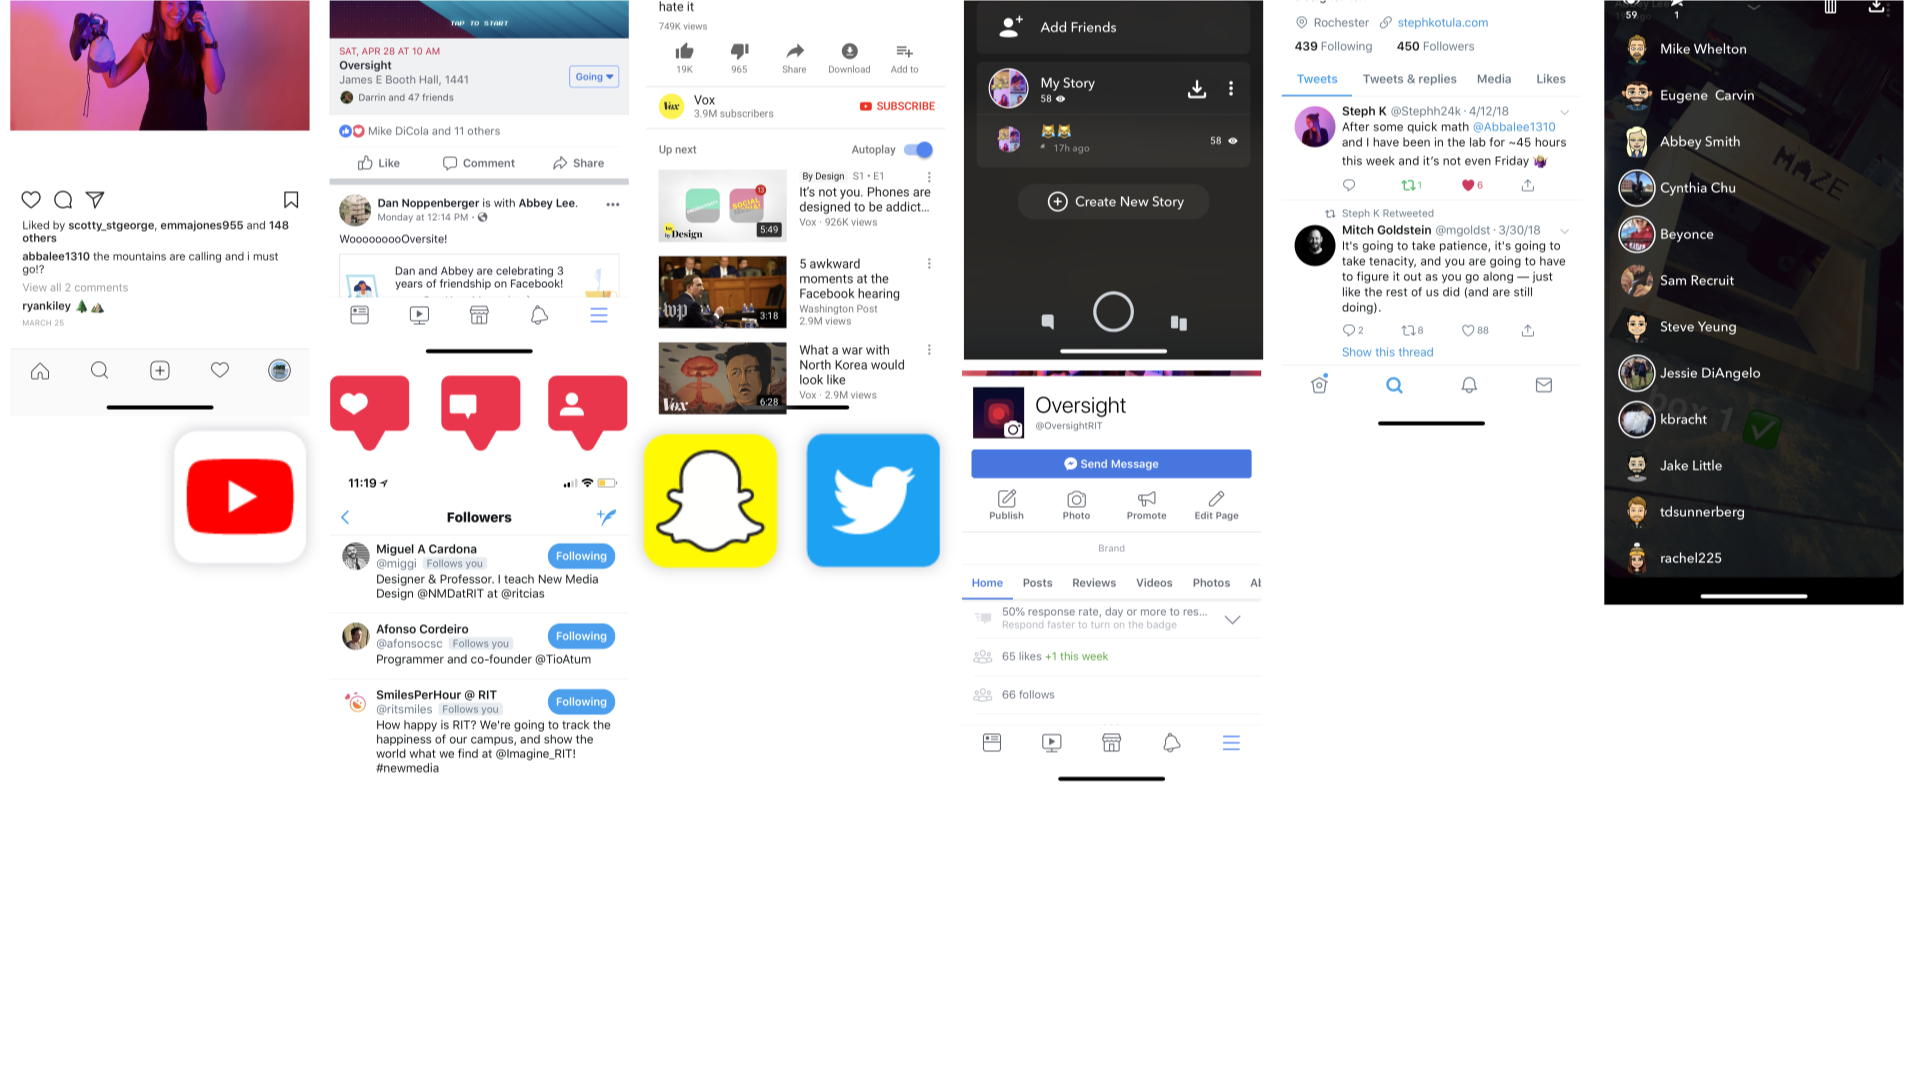 Liked by scotty_stgeorge, emmajones955 and 148
others
abbalee1310 the mountains are calling and i must
go!?
View all 2 comments
ryankiley
MARCH 25
TAP TO START
SAT, APR 28 AT 10 AM
Oversight
James E Booth Hall, 1441
Going
Darrin and 47 friends
Mike DiCola and 11 others
Like
Comment
Share
Dan Noppenberger is with Abbey Lee.
Monday at 12:14 PM
WooooooooOversite!
Dan and Abbey are celebrating 3
years of friendship on Facebook!
11:19
Followers
Miguel A Cardona
@miggi Follows you
Following
Designer & Professor. I teach New Media
Design @NMDatRIT at @ritcias
Afonso Cordeiro
@afonsocsc Follows you
Following
Programmer and co-founder @TioAtum
SmilesPerHour @ RIT
@ritsmiles Follows you
Following
How happy is RIT? We're going to track the
happiness of our campus, and show the
world what we find at @Imagine_RIT!
#newmedia
hate it
749K views
19K
965
Share
Download
Add to
Vox
Vox
3.9M subscribers
SUBSCRIBE
Up next
Autoplay
By Design S1 • E1
It's not you. Phones are
designed to be addict...
Vox · 926K views
SOCIAL
13
by Design
5:49
5 awkward
moments at the
Facebook hearing
Washington Post
2.9M views
wp
3:18
What a war with
North Korea would
look like
Vox · 2.9M views
Vox
6:28
Add Friends
My Story
58
17h ago
58
Create New Story
Oversight
@OversightRIT
Send Message
Publish
Photo
Promote
Edit Page
Brand
Home
Posts
Reviews
Videos
Photos
Al
50% response rate, day or more to res...
Respond faster to turn on the badge
65 likes +1 this week
66 follows
Rochester
stephkotula.com
439 Following
450 Followers
Tweets
Tweets & replies
Media
Likes
Steph K @Stephh24k · 4/12/18
After some quick math @Abbalee1310
and I have been in the lab for ~45 hours
this week and it's not even Friday
1
6
Steph K Retweeted
Mitch Goldstein @mgoldst · 3/30/18
It's going to take patience, it's going to
take tenacity, and you are going to have
to figure it out as you go along — just
like the rest of us did (and are still
doing).
2
8
88
Show this thread
59
1
Mike Whelton
Eugene Carvin
Abbey Smith
Cynthia Chu
MAZE
Beyonce
Sam Recruit
Steve Yeung
Jessie DiAngelo
kbracht
Jake Little
tdsunnerberg
rachel225